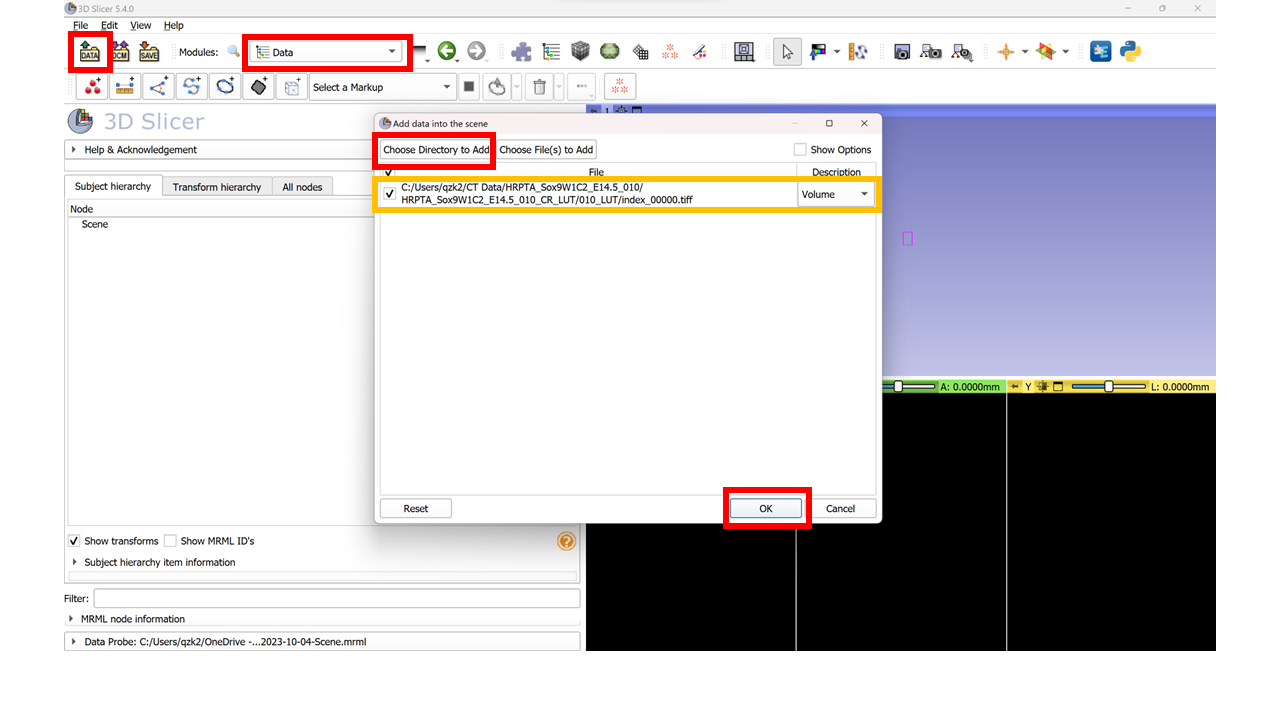 3D Slicer 5.4.0
File Edit View Help
DATA DCM SAVE Modules: Data
Select a Markup
3D Slicer
Help & Acknowledgement
Subject hierarchy Transform hierarchy All nodes
Node
Scene
1
Add data into the scene
Choose Directory to Add Choose File(s) to Add Show Options
File Description
C:/Users/qzk2/CT Data/HRPTA_Sox9W1C2_E14.5_010/
HRPTA_Sox9W1C2_E14.5_010_CR_LUT/010_LUT/index_00000.tiff
Volume
Reset OK Cancel
A: 0.0000mm Y L: 0.0000mm
Show transforms Show MRML ID's
Subject hierarchy item information
Filter:
MRML node information
Data Probe: C:/Users/qzk2/OneDrive -...2023-10-04-Scene.mrml